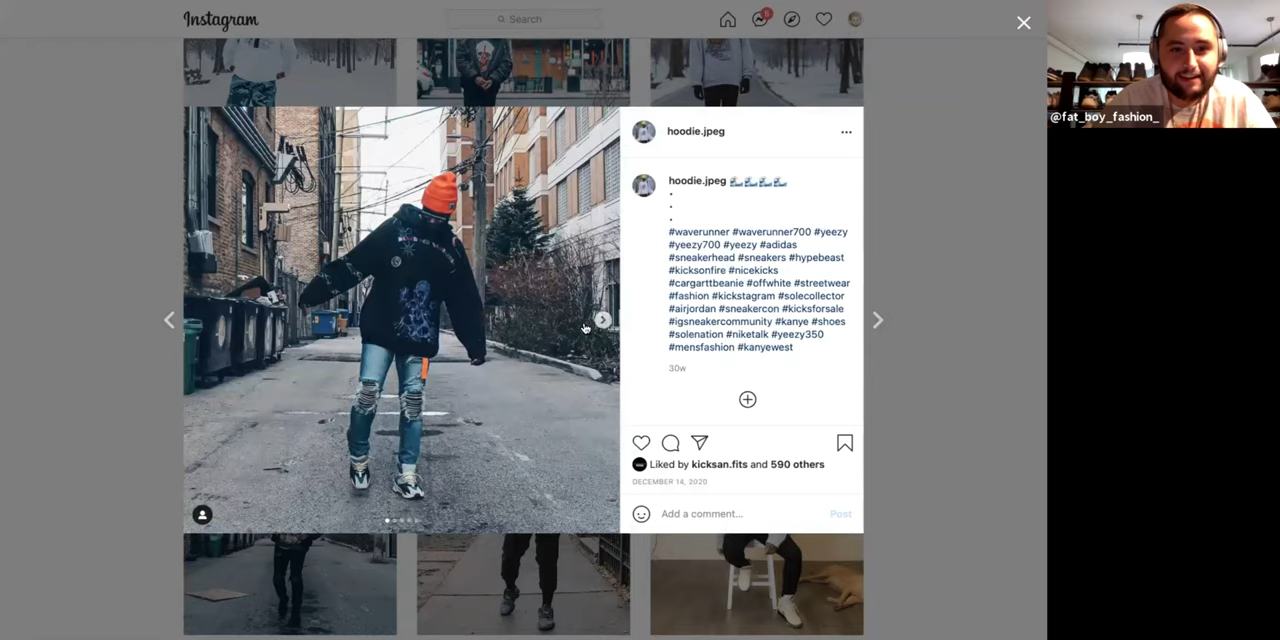 Instagram
Search
6
@fat_boy_fashion_
hoodie.jpeg
hoodie.jpeg
#waverunner #waverunner700 #yeezy
#yeezy700 #yeezy #adidas
#sneakerhead #sneakers #hypebeast
#kicksonfire #nicekicks
#cargarttbeanie #offwhite #streetwear
#fashion #kickstagram #solecollector
#airjordan #sneakercon #kicksforsale
#igsneakercommunity #kanye #shoes
#solenation #niketalk #yeezy350
#mensfashion #kanyewest
30w
Liked by kicksan.fits and 590 others
DECEMBER 14, 2020
Add a comment...
Post